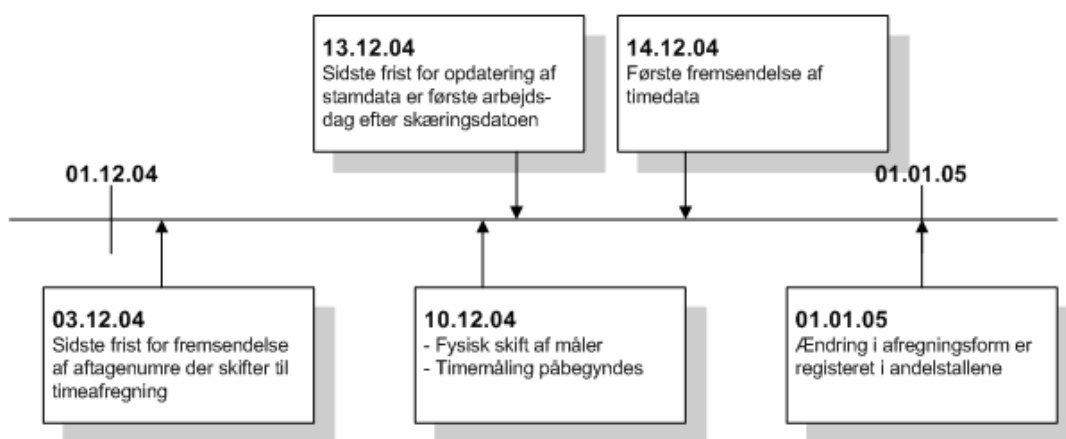 13.12.04
Sidste frist for opdatering af
stamdata er første arbejds-
dag efter skæringsdatoen
14.12.04
Første fremsendelse af
timedata
01.12.04
01.01.05
03.12.04
Sidste frist for fremsendelse
af aftagenumre der skifter til
timeafregning
10.12.04
- Fysisk skift af måler
- Timemåling påbegyndes
01.01.05
Ændring i afregningsform er
registeret i andelstallene